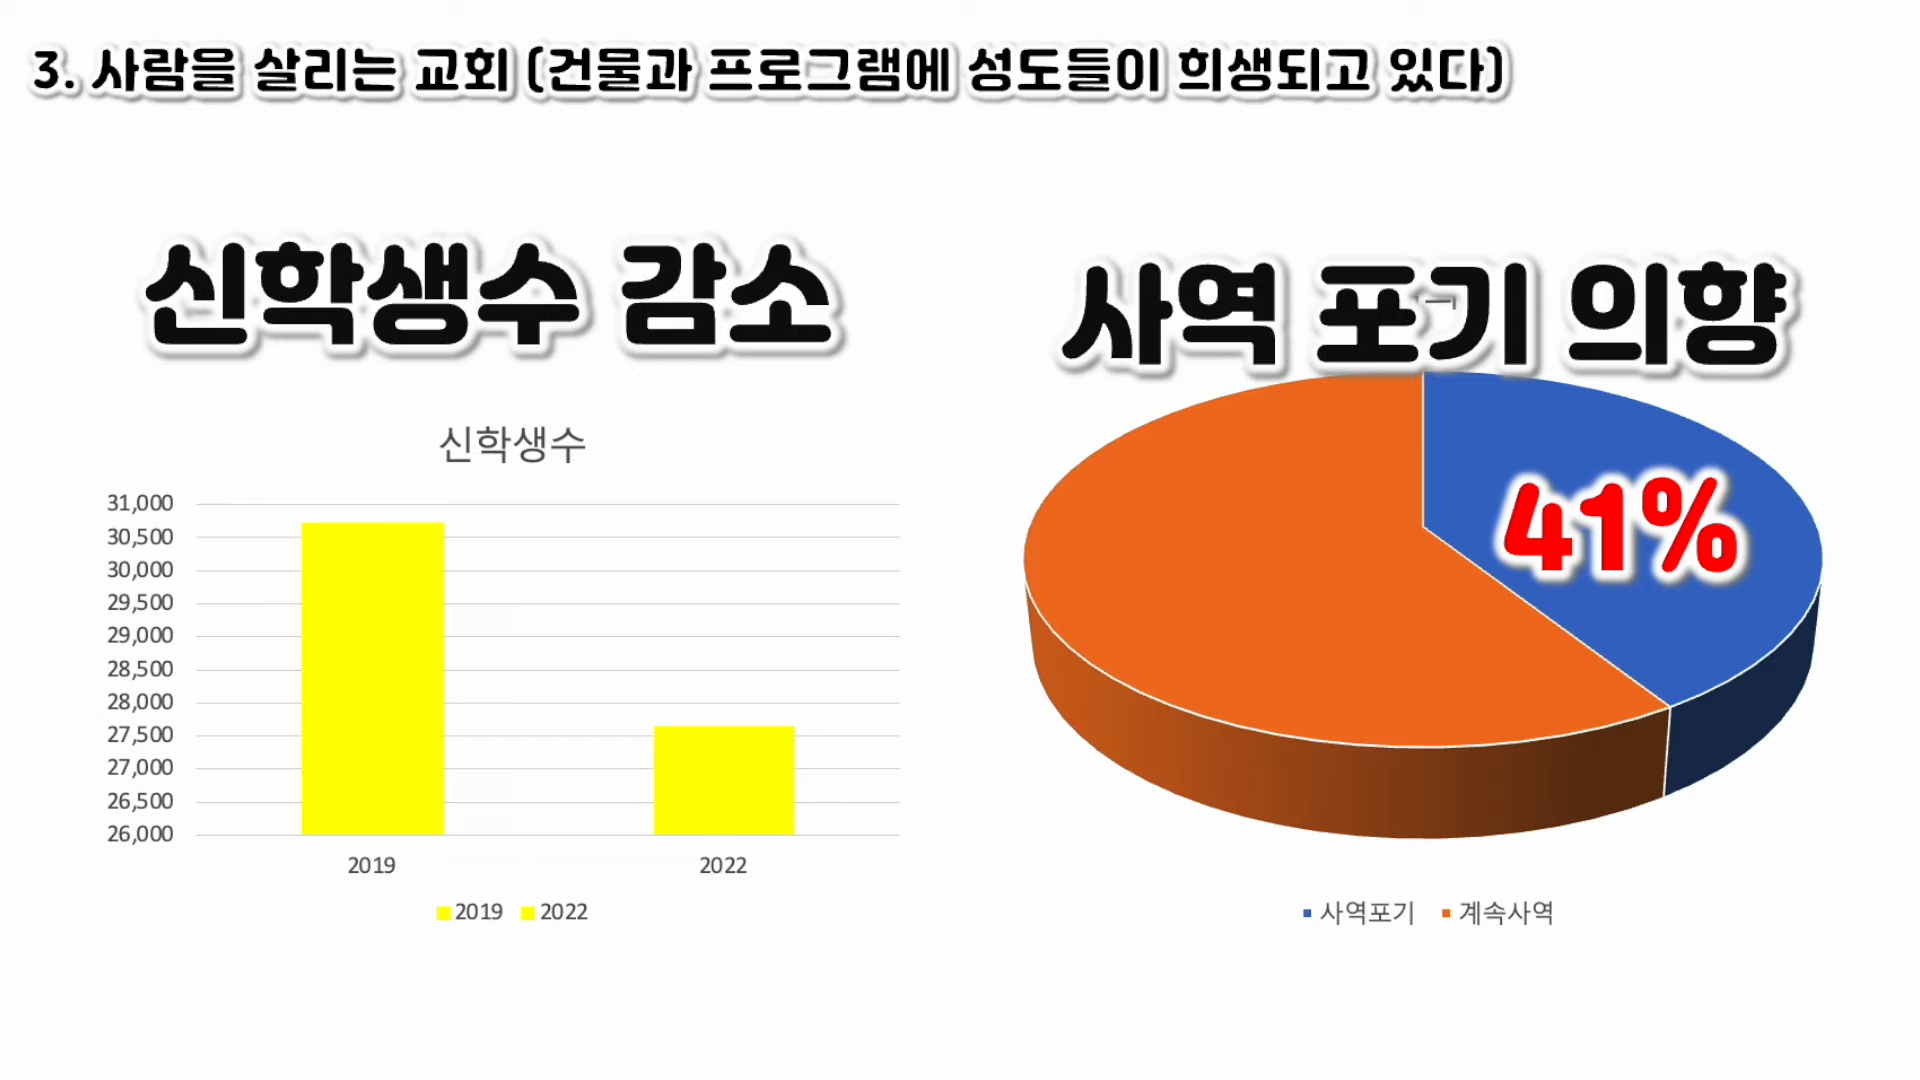 3. 사람을 살리는 교회 (건물과 프로그램에 성도들이 희생되고 있다)
신학생수 감소
신학생수
31,000
30,500
30,000
29,500
29,000
28,500
28,000
27,500
27,000
26,500
26,000
2019 2022
2019 2022
사역 포기 의향
41%
사역포기 계속사역